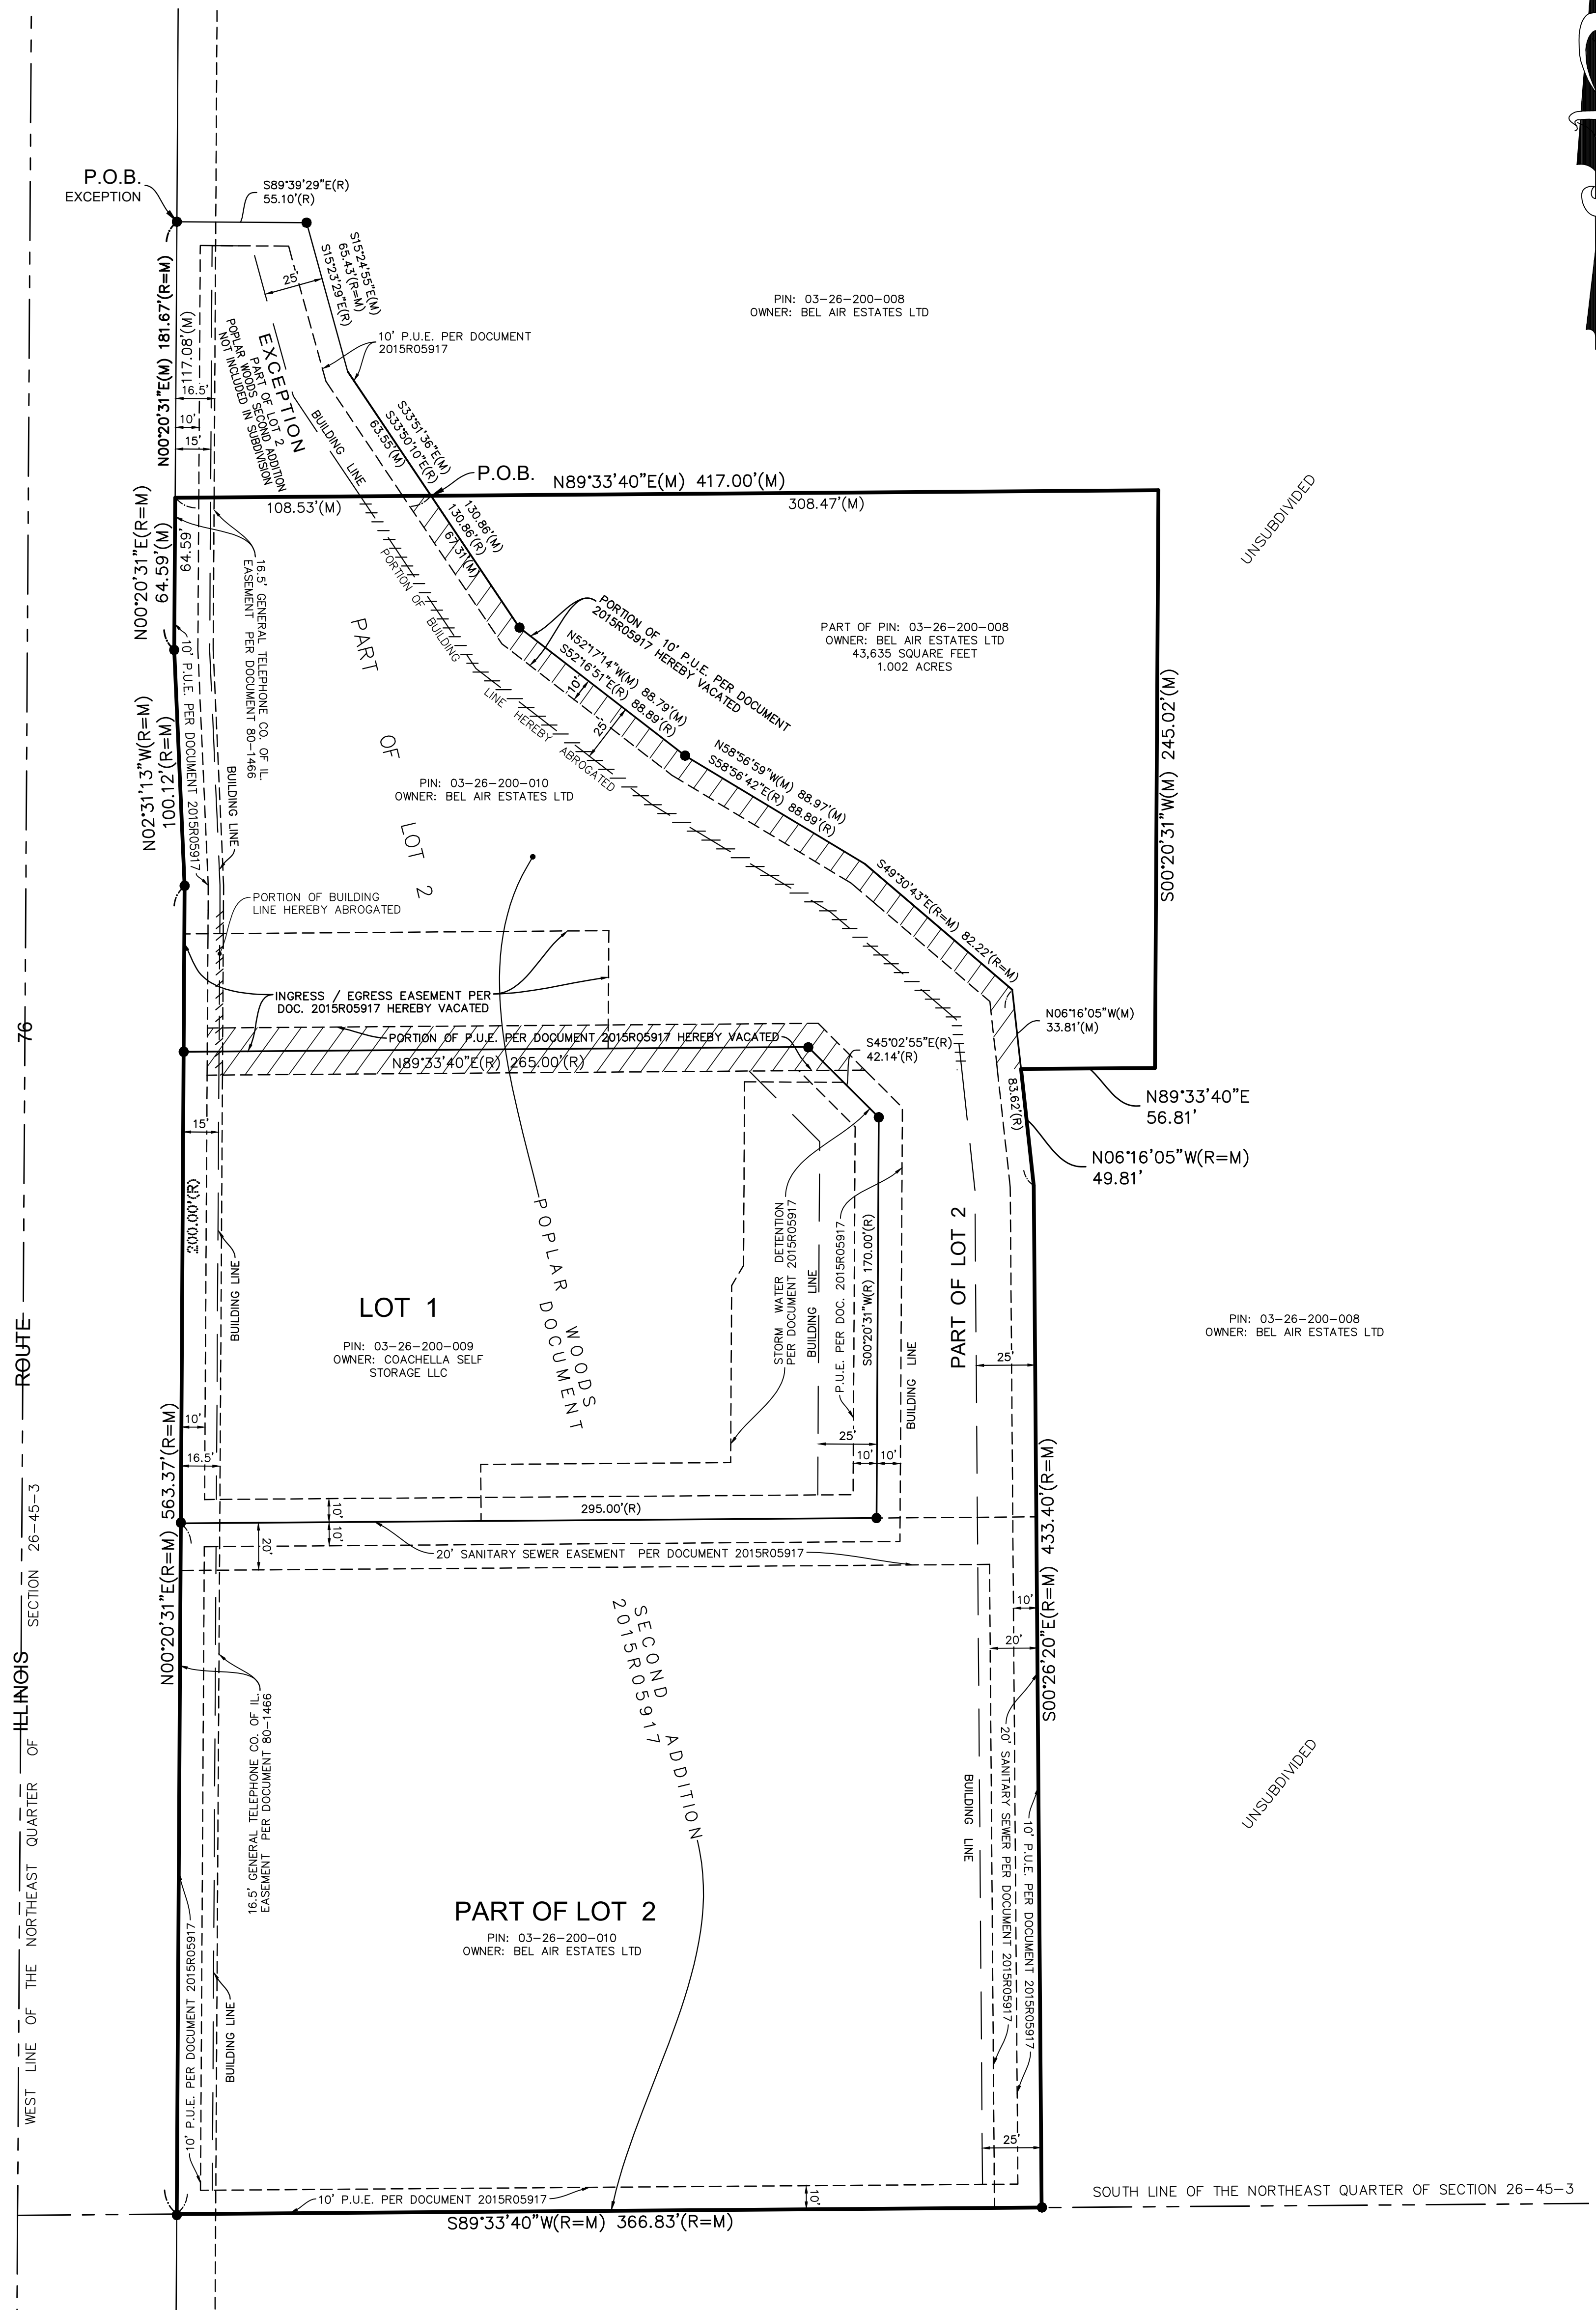 P.O.B.
EXCEPTION
S89°39'29"E(R)
55.10'(R)
S15°24'55"E(M)
65.43'(R=M)
S15°23'29"E(R)
25'
PIN: 03-26-200-008
OWNER: BEL AIR ESTATES LTD
10' P.U.E. PER DOCUMENT
2015R05917
N00°20'31"E(M) 181.67'(R=M)
117.08'(M)
16.5'
10'
15'
EXCEPTION
PART OF LOT 2
POPLAR WOODS SECOND ADDITION
NOT INCLUDED IN SUBDIVISION
BUILDING LINE
S33°51'36"E(M)
S33°50'10"E(R)
63.55'(M)
P.O.B.
N89°33'40"E(M) 417.00'(M)
108.53'(M)
308.47'(M)
130.86'(M)
130.86'(R)
67.31'(M)
N00°20'31"E(R=M)
64.59'(M)
64.59'
16.5' GENERAL TELEPHONE CO. OF IL.
EASEMENT PER DOCUMENT 80-1466
PORTION OF BUILDING LINE HEREBY ABROGATED
UNSUBDIVIDED
PORTION OF 10' P.U.E. PER DOCUMENT
2015R05917 HEREBY VACATED
N52°17'14"W(M) 88.79'(M)
S52°16'51"E(R) 88.89'(R)
10'
25'
PART OF PIN: 03-26-200-008
OWNER: BEL AIR ESTATES LTD
43,635 SQUARE FEET
1.002 ACRES
PART OF LOT 2
10' P.U.E. PER DOCUMENT 2015R05917
N02°31'13"W(R=M)
100.12'(R=M)
BUILDING LINE
PIN: 03-26-200-010
OWNER: BEL AIR ESTATES LTD
N58°56'59"W(M) 88.97'(M)
S58°56'42"E(R) 88.89'(R)
S00°20'31"W(M) 245.02'(M)
PORTION OF BUILDING
LINE HEREBY ABROGATED
S49°30'43"E(R=M) 82.22'(R=M)
INGRESS / EGRESS EASEMENT PER
DOC. 2015R05917 HEREBY VACATED
N06°16'05"W(M)
33.81'(M)
PORTION OF P.U.E. PER DOCUMENT 2015R05917 HEREBY VACATED
S45°02'55"E(R)
42.14'(R)
N89°33'40"E(R) 265.00'(R)
83.62'(R)
N89°33'40"E
56.81'
N06°16'05"W(R=M)
49.81'
15'
200.00'(R)
BUILDING LINE
POPLAR WOODS
DOCUMENT
STORM WATER DETENTION
PER DOCUMENT 2015R05917
BUILDING LINE
P.U.E. PER DOC. 2015R05917
S00°20'31"W(R) 170.00'(R)
BUILDING LINE
PART OF LOT 2
25'
LOT 1
PIN: 03-26-200-009
OWNER: COACHELLA SELF
STORAGE LLC
PIN: 03-26-200-008
OWNER: BEL AIR ESTATES LTD
10'
16.5'
25'
10'
10'
295.00'(R)
10'
10'
20'
20' SANITARY SEWER EASEMENT PER DOCUMENT 2015R05917
N00°20'31"E(R=M) 563.37'(R=M)
S00°26'20"E(R=M) 433.40'(R=M)
10'
20'
SECOND ADDITION
2015R05917
16.5' GENERAL TELEPHONE CO. OF IL.
EASEMENT PER DOCUMENT 80-1466
20' SANITARY SEWER PER DOCUMENT 2015R05917
10' P.U.E. PER DOCUMENT 2015R05917
BUILDING LINE
UNSUBDIVIDED
PART OF LOT 2
PIN: 03-26-200-010
OWNER: BEL AIR ESTATES LTD
10' P.U.E. PER DOCUMENT 2015R05917
BUILDING LINE
25'
10'
10' P.U.E. PER DOCUMENT 2015R05917
S89°33'40"W(R=M) 366.83'(R=M)
SOUTH LINE OF THE NORTHEAST QUARTER OF SECTION 26-45-3
ILLINOIS ROUTE 76
WEST LINE OF THE NORTHEAST QUARTER OF SECTION 26-45-3